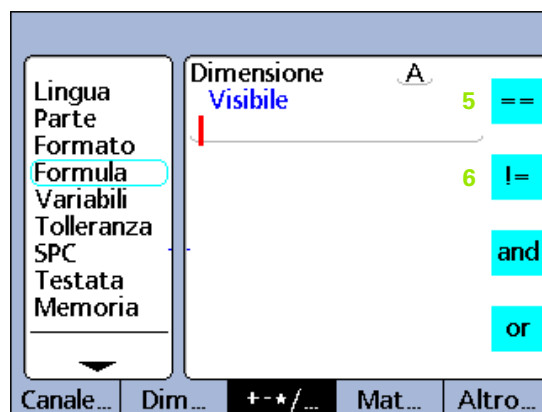 Lingua
Parte
Formato
Formula
Variabili
Tolleranza
SPC
Testata
Memoria
Dimensione A
Visibile
5 ==
6 !=
and
or
Canale... Dim... +-*/... Mat... Altro...